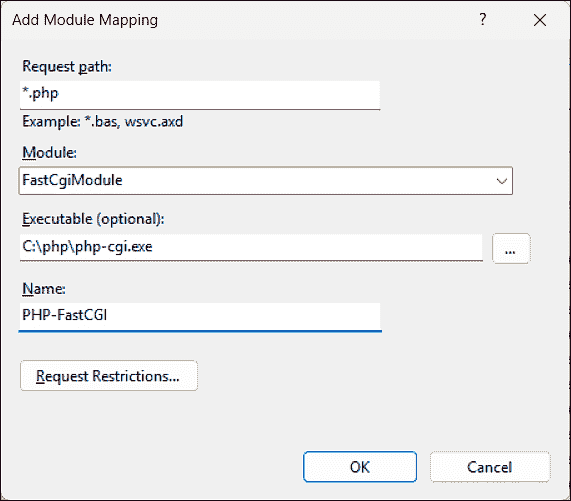 Add Module Mapping
?
Request path:
*.php
Example: *.bas, wsvc.axd
Module:
FastCgiModule
Executable (optional):
C:\php\php-cgi.exe
...
Name:
PHP-FastCGI
Request Restrictions...
OK
Cancel